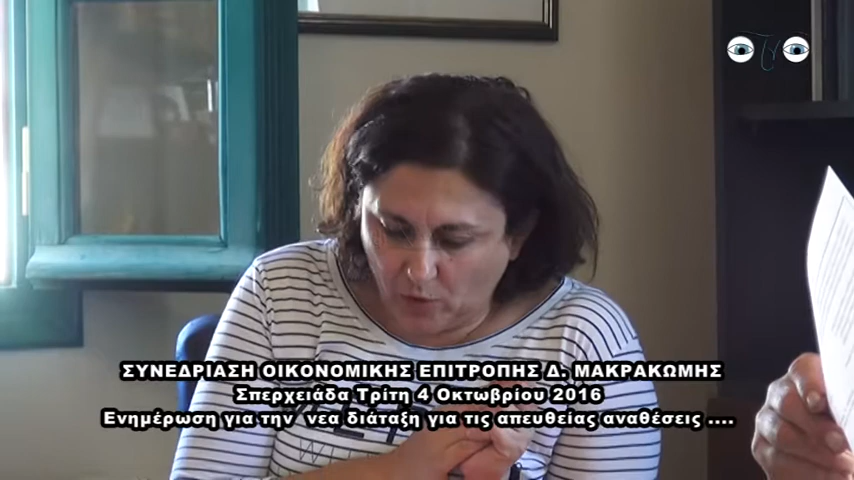 ΣΥΝΕΔΡΙΑΣΗ ΟΙΚΟΝΟΜΙΚΗΣ ΕΠΙΤΡΟΠΗΣ Δ. ΜΑΚΡΑΚΩΜΗΣ
Σπερχειάδα Τρίτη 4 Οκτωβρίου 2016
Ενημέρωση για την νεα διάταξη για τις απευθείας αναθέσεις ....